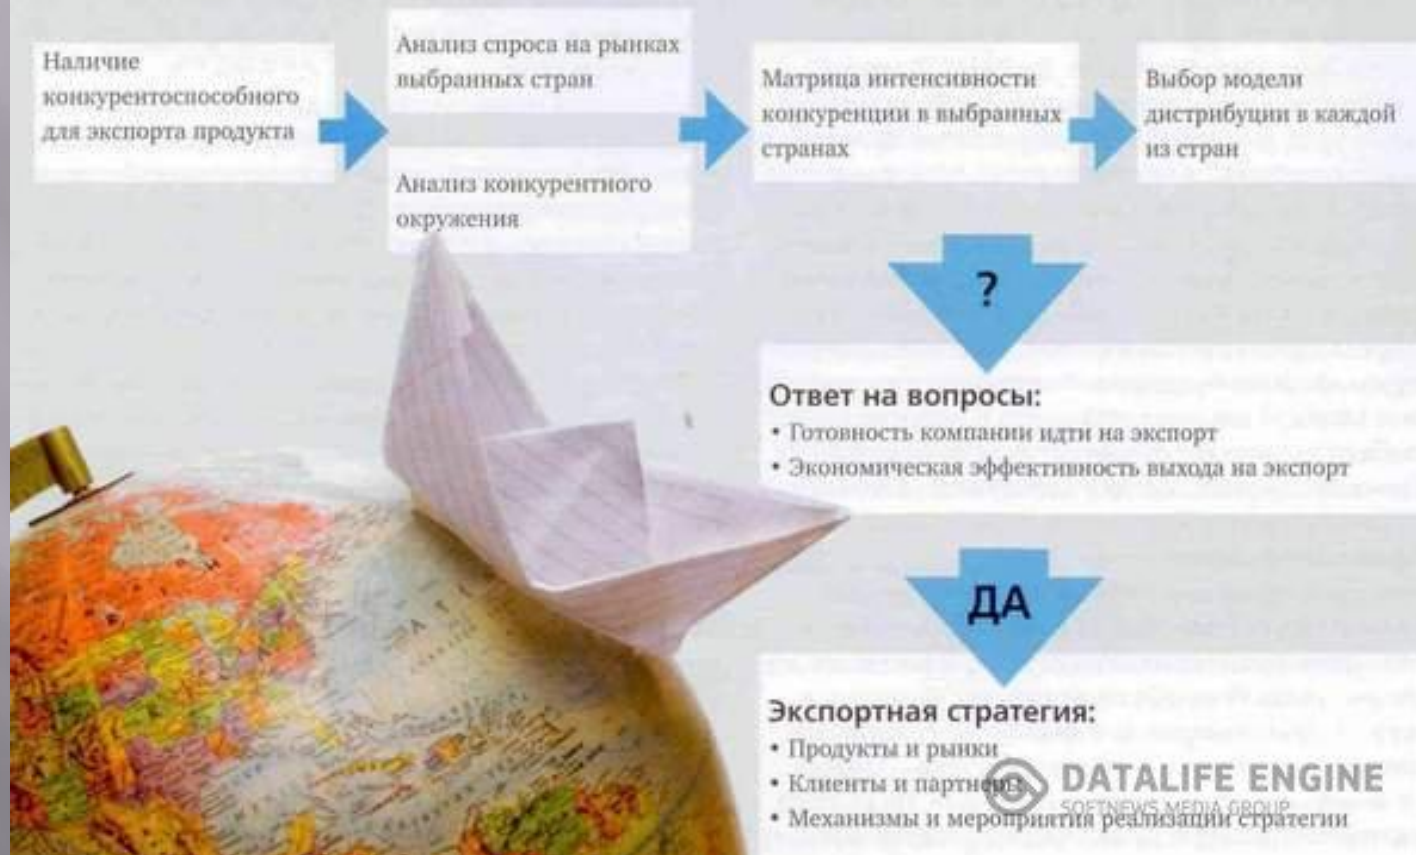 Наличие
конкурентоспособного
для экспорта продукта
Анализ спроса на рынках
выбранных стран
Анализ конкурентного
окружения
Матрица интенсивности
конкуренции в выбранных
странах
Выбор модели
дистрибуции в каждой
из стран
?
Ответ на вопросы:
• Готовность компании идти на экспорт
• Экономическая эффективность выхода на экспорт
ДА
Экспортная стратегия:
• Продукты и рынки
• Клиенты и партнеры
• Механизмы и мероприятия реализации стратегии
DATALIFE ENGINE
SOFTNEWS MEDIA GROUP